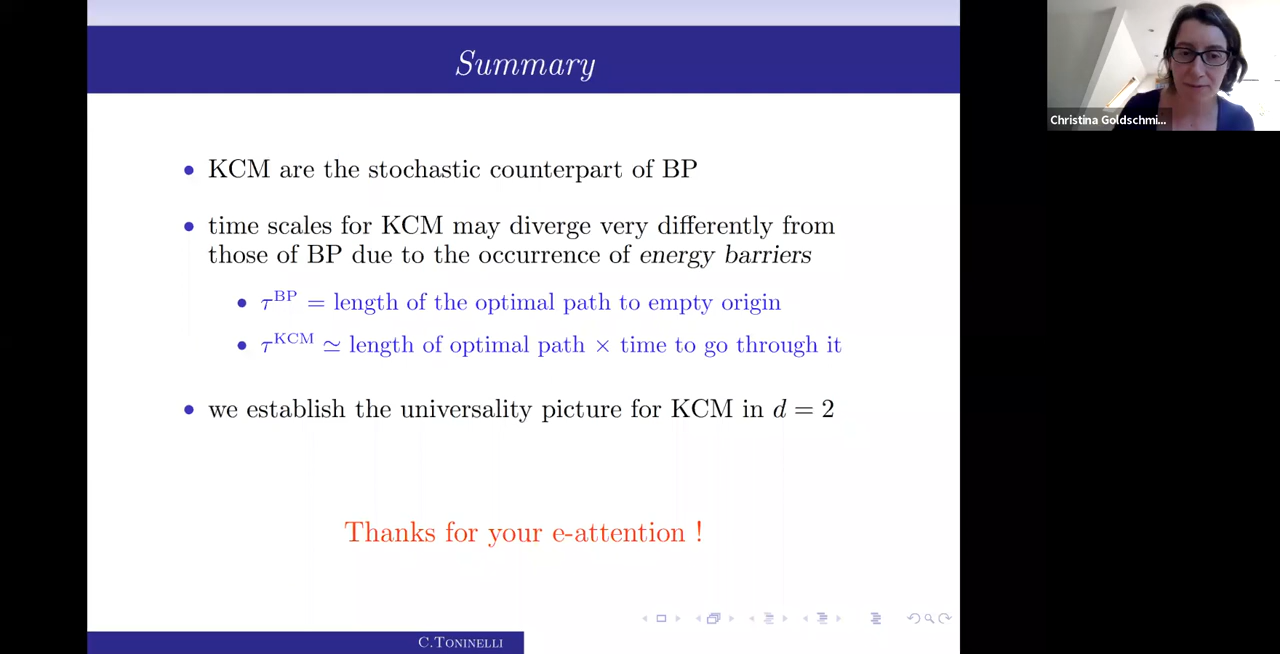 Summary
• KCM are the stochastic counterpart of BP
• time scales for KCM may diverge very differently from
those of BP due to the occurrence of energy barriers
• τ^BP = length of the optimal path to empty origin
• τ^KCM ≃ length of optimal path × time to go through it
• we establish the universality picture for KCM in d = 2
Thanks for your e-attention !
C.Toninelli
Christina Goldschmi...